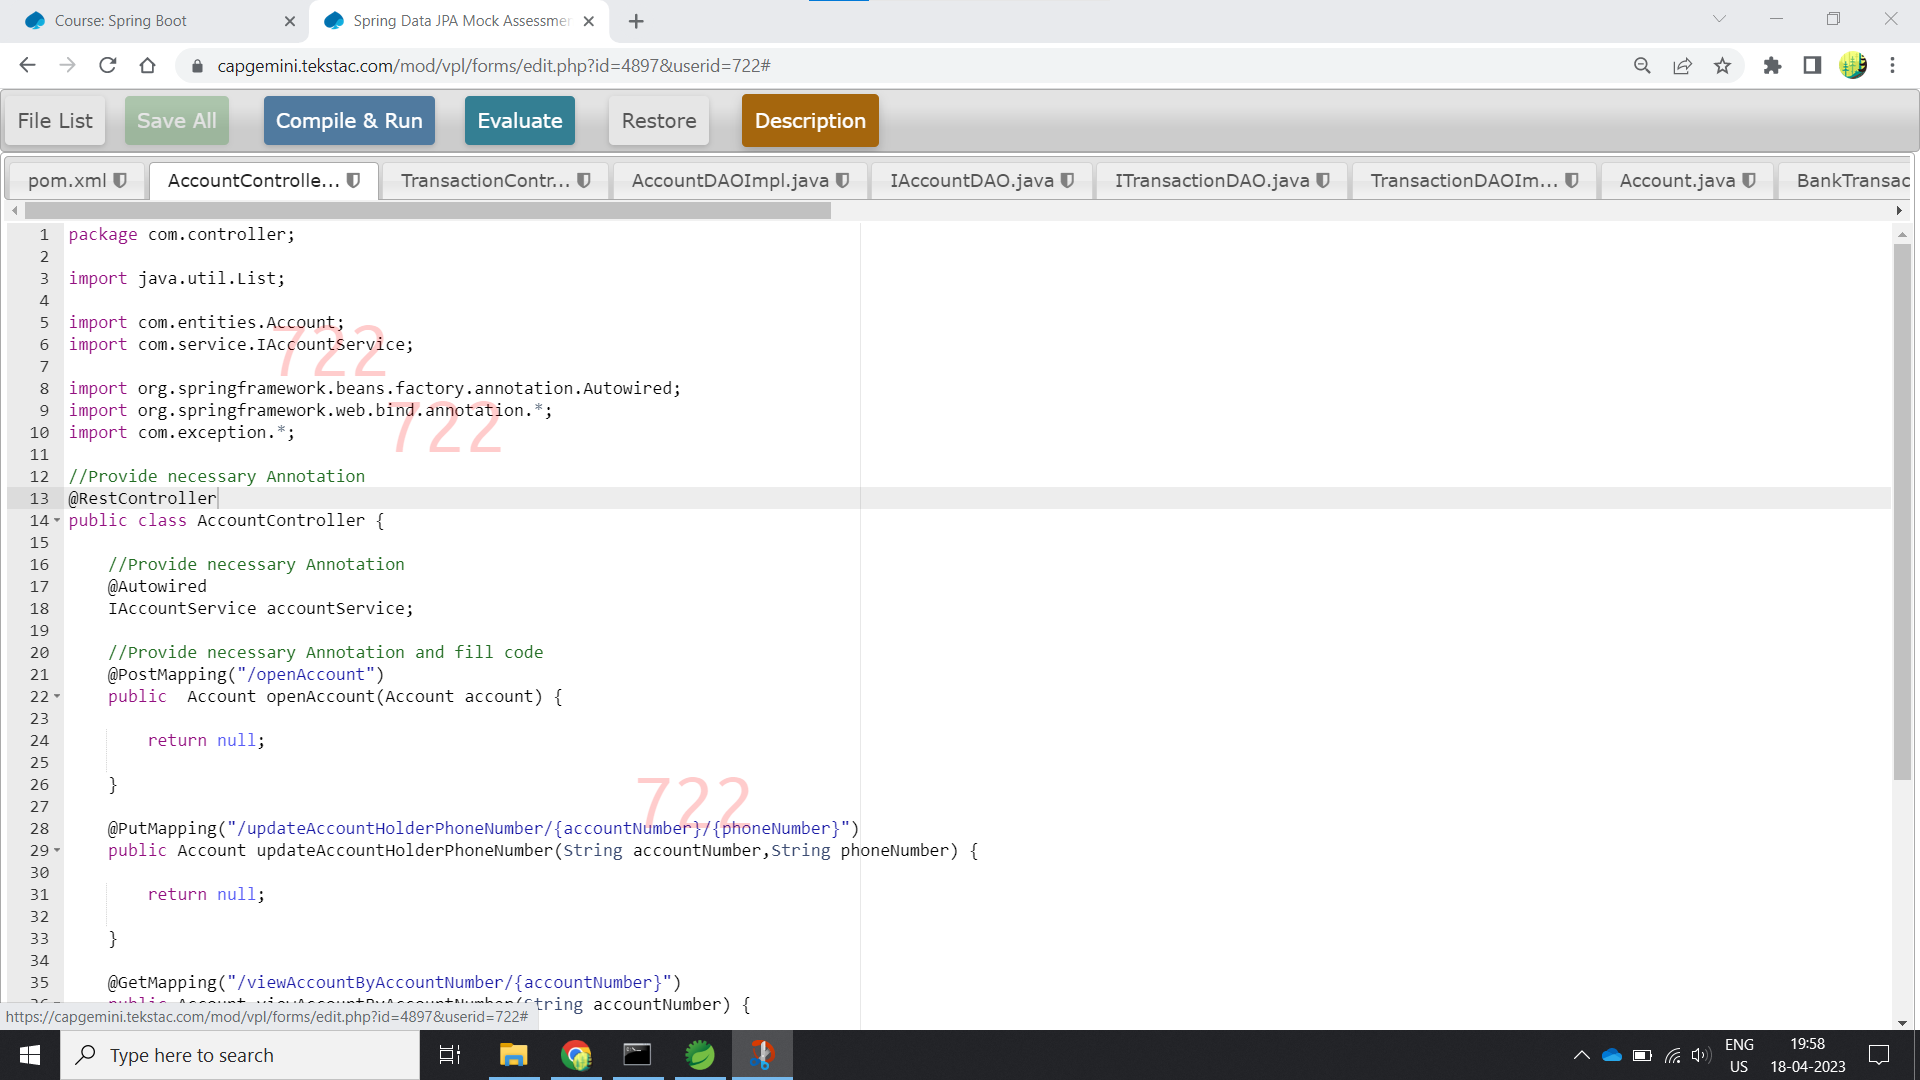 Course: Spring Boot
Spring Data JPA Mock Assessmen
capgemini.tekstac.com/mod/vpl/forms/edit.php?id=4897&userid=722#
File List Save All Compile & Run Evaluate Restore Description
pom.xml AccountControlle... TransactionContr... AccountDAOImpl.java IAccountDAO.java ITransactionDAO.java TransactionDAOIm... Account.java BankTransac
1 package com.controller;
2
3 import java.util.List;
4
5 import com.entities.Account;
6 import com.service.IAccountService;
7
8 import org.springframework.beans.factory.annotation.Autowired;
9 import org.springframework.web.bind.annotation.*;
10 import com.exception.*;
11
12 //Provide necessary Annotation
13 @RestController
14 public class AccountController {
15
16 //Provide necessary Annotation
17 @Autowired
18 IAccountService accountService;
19
20 //Provide necessary Annotation and fill code
21 @PostMapping("/openAccount")
22 public  Account openAccount(Account account) {
23
24 return null;
25
26 }
27
28 @PutMapping("/updateAccountHolderPhoneNumber/{accountNumber}/{phoneNumber}")
29 public Account updateAccountHolderPhoneNumber(String accountNumber,String phoneNumber) {
30
31 return null;
32
33 }
34
35 @GetMapping("/viewAccountByAccountNumber/{accountNumber}")
36 public Account viewAccountByAccountNumber(String accountNumber) {
722
722
722
https://capgemini.tekstac.com/mod/vpl/forms/edit.php?id=4897&userid=722#
Type here to search
ENG
US
19:58
18-04-2023